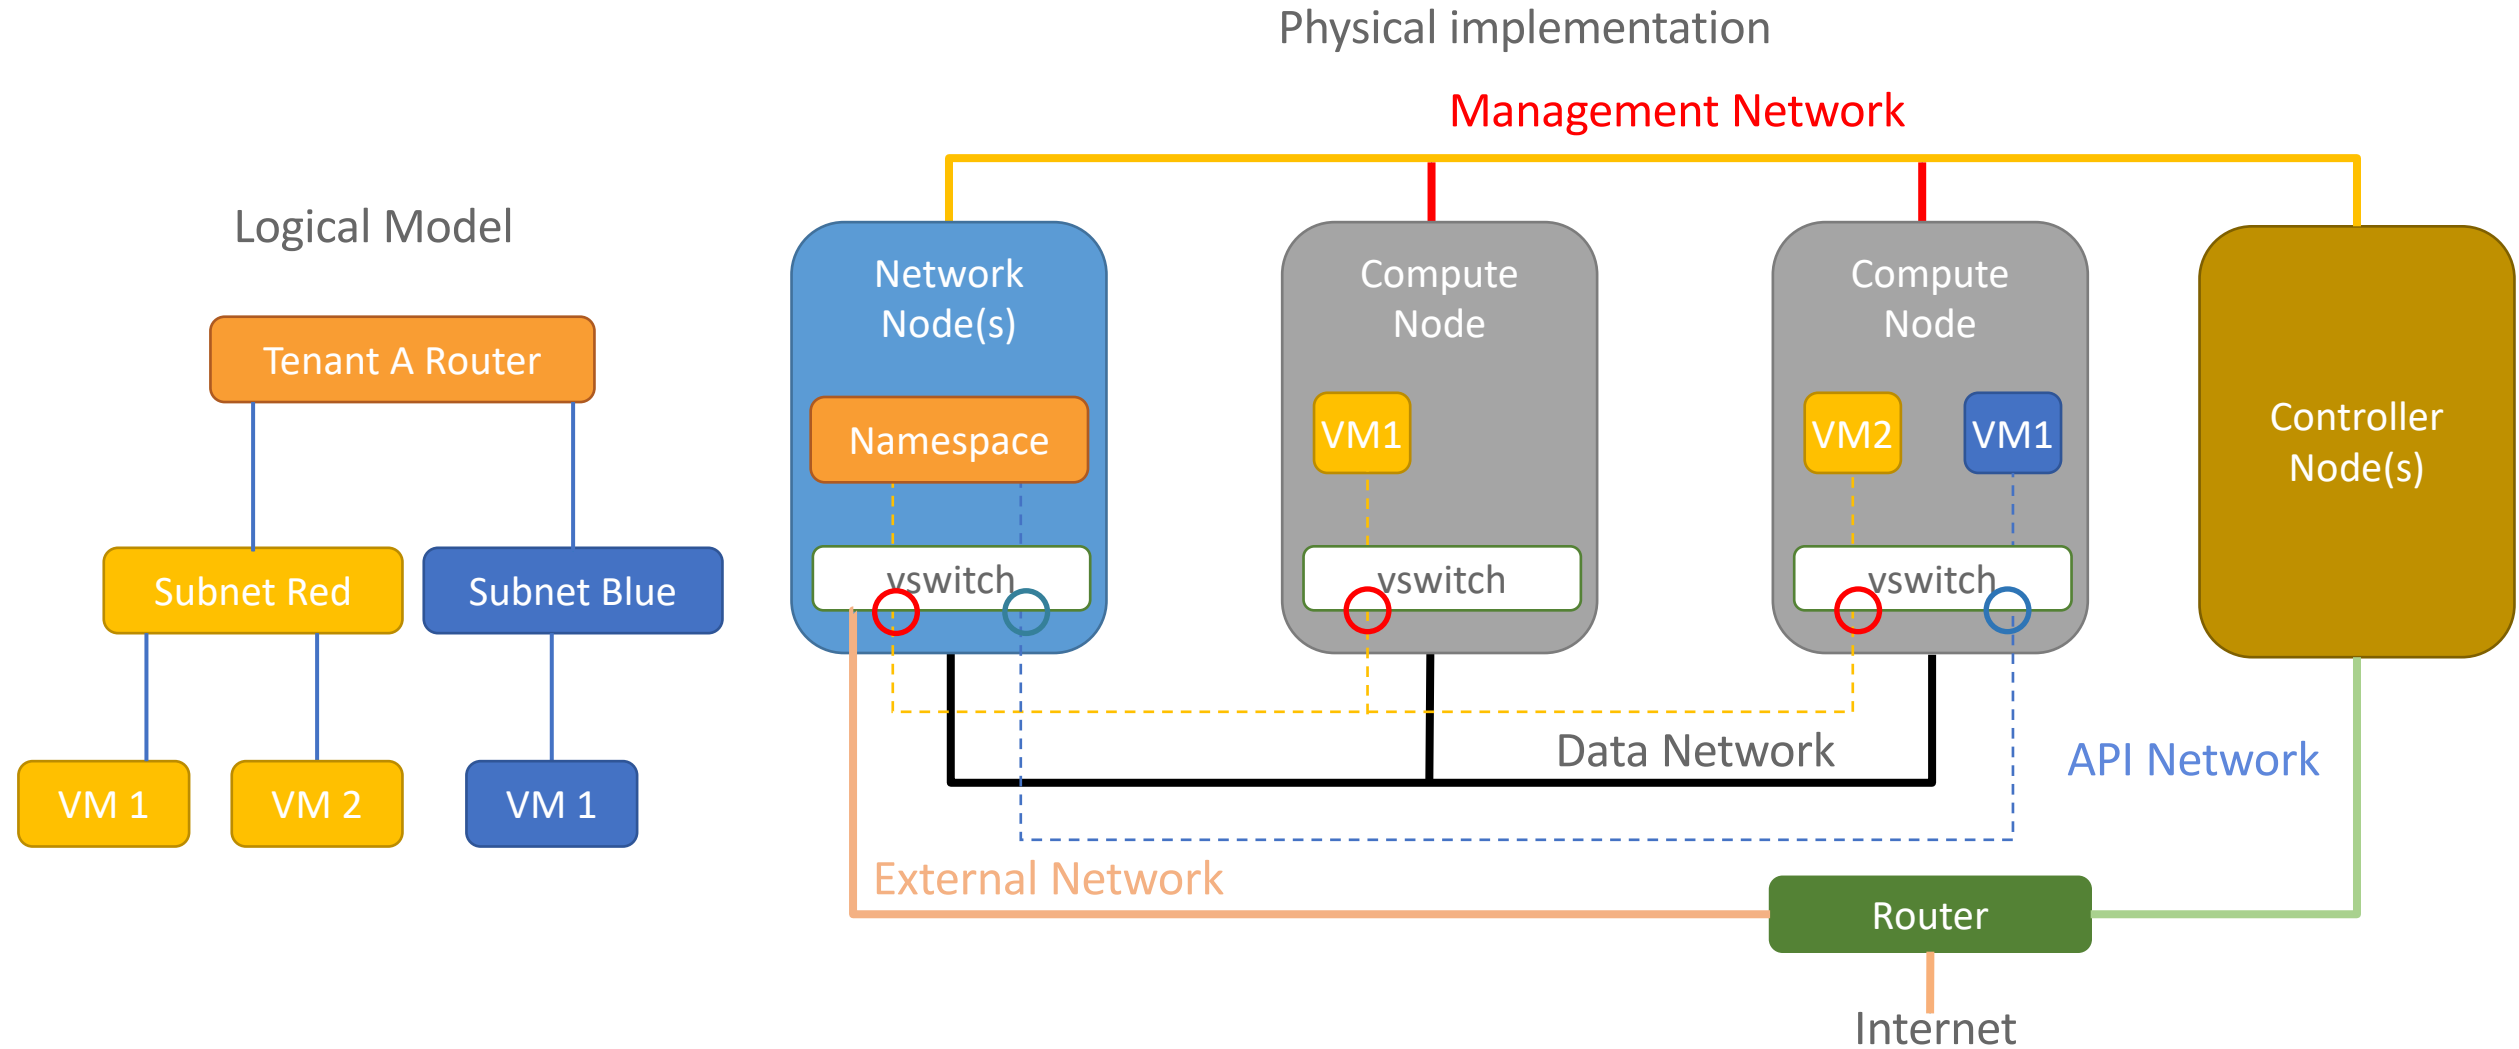 Physical implementation
Management Network
Logical Model
Tenant A Router
Subnet Red
Subnet Blue
VM 1
VM 2
VM 1
Network
Node(s)
Namespace
vswitch
Compute
Node
VM1
vswitch
Compute
Node
VM2
VM1
vswitch
Controller
Node(s)
Data Network
API Network
External Network
Router
Internet